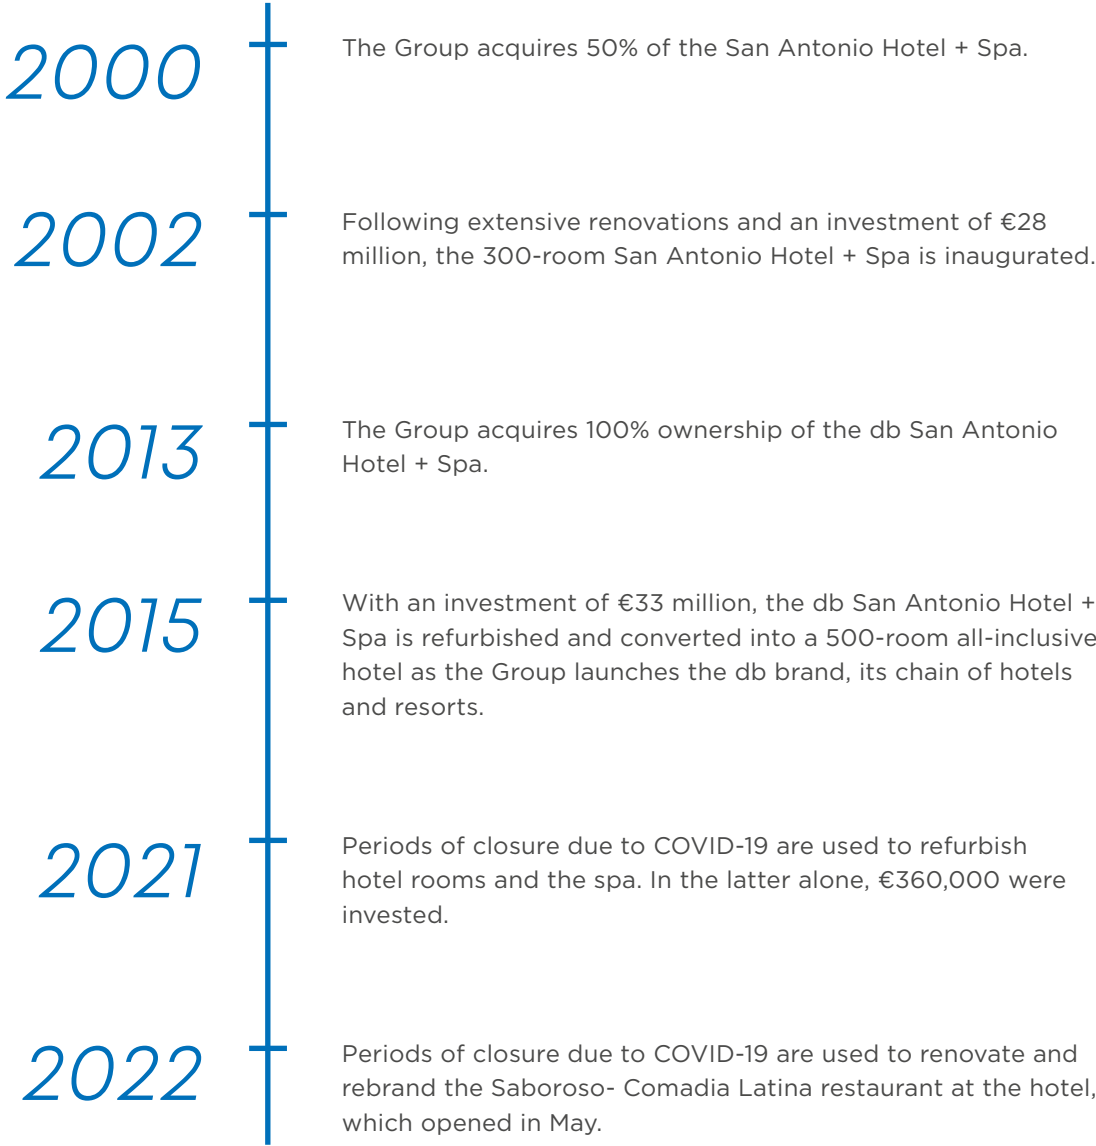 2000
The Group acquires 50% of the San Antonio Hotel + Spa.
2002
Following extensive renovations and an investment of €28
million, the 300-room San Antonio Hotel + Spa is inaugurated.
2013
The Group acquires 100% ownership of the db San Antonio
Hotel + Spa.
2015
With an investment of €33 million, the db San Antonio Hotel +
Spa is refurbished and converted into a 500-room all-inclusive
hotel as the Group launches the db brand, its chain of hotels
and resorts.
2021
Periods of closure due to COVID-19 are used to refurbish
hotel rooms and the spa. In the latter alone, €360,000 were
invested.
2022
Periods of closure due to COVID-19 are used to renovate and
rebrand the Saboroso- Comadia Latina restaurant at the hotel,
which opened in May.